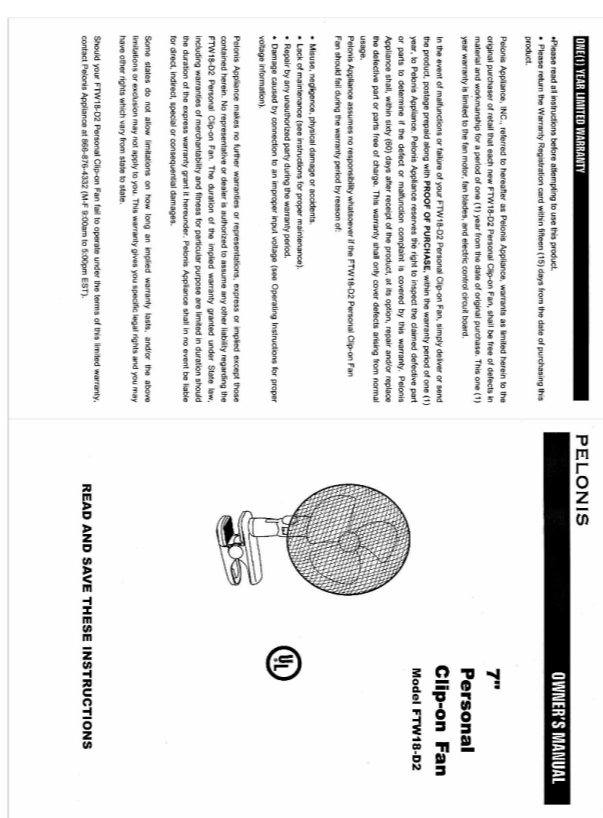 ONE(1) YEAR LIMITED WARRANTY
•Please read all instructions before attempting to use this product.
• Please return the Warranty Registration card within fifteen (15) days from the date of purchasing this
product.
Pelonis Appliance, INC., referred to hereafter as Pelonis Appliance, warrants as limited herein to the
original purchaser of retail that each new FTW18-D2 Personal Clip-on Fan, shall be free of defects in
material and workmanship for a period of one (1) year from the date and original purchase. This one (1)
year warranty is limited to the fan motor, fan blades, and electric control circuit board.
In the event of malfunctions or failure of your FTW18-D2 Personal Clip-on Fan, simply deliver or send
the product, postage prepaid along with PROOF OF PURCHASE, within the warranty period of one (1)
year, to Pelonis Appliance. Pelonis Appliance reserves the right to inspect the claimed defective part
or parts to determine if the defect or malfunction complaint is covered by this warranty. Pelonis
Appliance shall, within sixty (60) days after receipt of the product, at its option, repair and/or replace
the defective part or parts free of charge. This warranty shall only cover defects arising from normal
usage.
Pelonis Appliance assumes no responsibility whatsoever if the FTW18-D2 Personal Clip-on Fan
Fan should fail during the warranty period by reason of:
• Misuse, negligence, physical damage or accidents.
• Lack of maintenance (see instructions for proper maintenance).
• Repair by any unauthorized party during the warranty period.
• Damage caused by connection to an improper input voltage (see Operating Instructions for proper
voltage information).
Pelonis Appliance makes no further warranties or representations, express or implied except those
contained herein. No representative or dealer is authorized to assume any other liability regarding the
FTW18-D2 Personal Clip-on Fan. The duration of the implied warranty granted under State law,
including warranties of merchantability and fitness for particular purpose are limited in duration should
the duration of the express warranty grant it hereunder. Pelonis Appliance shall in no event be liable
for direct, indirect, special or consequential damages.
Some states do not allow limitations on how long an implied warranty lasts, and/or the above
limitations or exclusion may not apply to you. This warranty gives you specific legal rights and you may
have other rights which vary from state to state.
Should your FTW18-D2 Personal Clip-on Fan fail to operate under the terms of this limited warranty,
contact Pelonis Appliance at 866-876-4332 (M-F 9:00am to 5:00pm EST).
PELONIS
OWNER'S MANUAL
7"
Personal
Clip-on Fan
Model FTW18-D2
UL
READ AND SAVE THESE INSTRUCTIONS